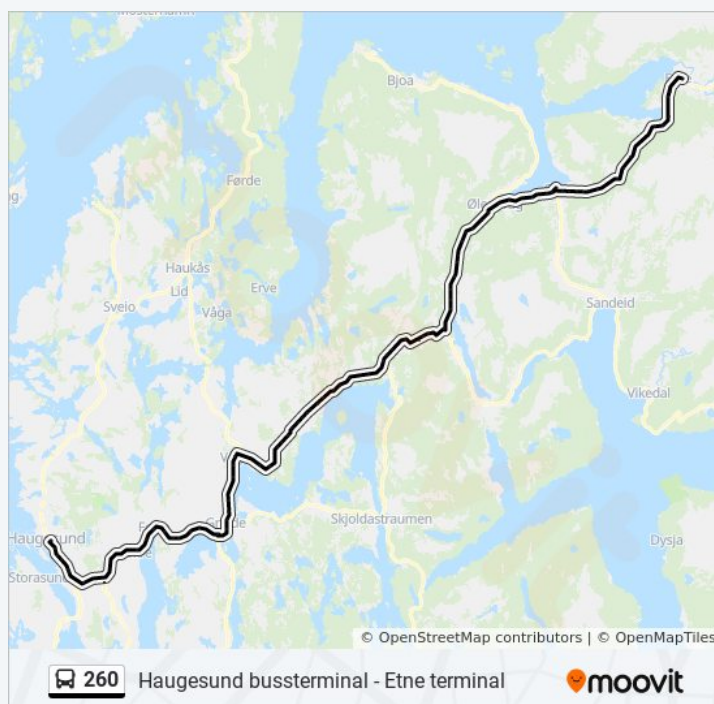 Bjoa
Førde
Haukås
Lid
Erve
Sveio
Våga
Sandeid
Vikedal
Skjoldastraumen
Haugesund
Storasund
Dysja
© OpenStreetMap contributors | © OpenMapTiles
260 Haugesund bussterminal - Etne terminal moovit